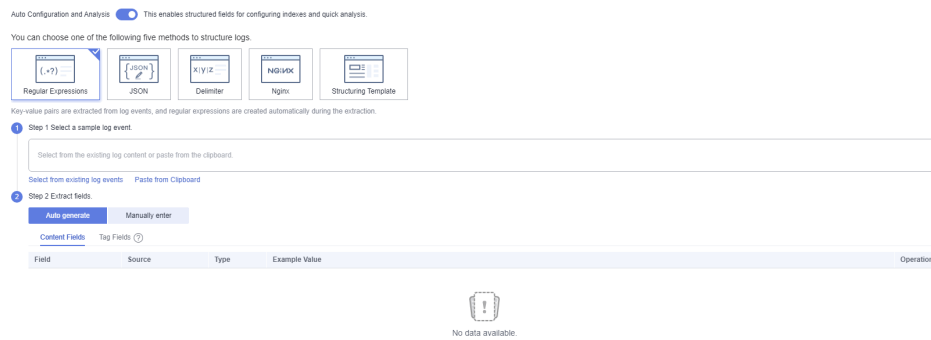 Auto Configuration and Analysis This enables structured fields for configuring indexes and quick analysis.
You can choose one of the following five methods to structure logs.
(.*?) {JSON} X|Y|Z NGINX
Regular Expressions JSON Delimiter Nginx Structuring Template
Key-value pairs are extracted from log events, and regular expressions are created automatically during the extraction.
1 Step 1 Select a sample log event.
Select from the existing log content or paste from the clipboard.
Select from existing log events Paste from Clipboard
2 Step 2 Extract fields.
Auto generate Manually enter
Content Fields Tag Fields ?
Field Source Type Example Value Operation
!
No data available.